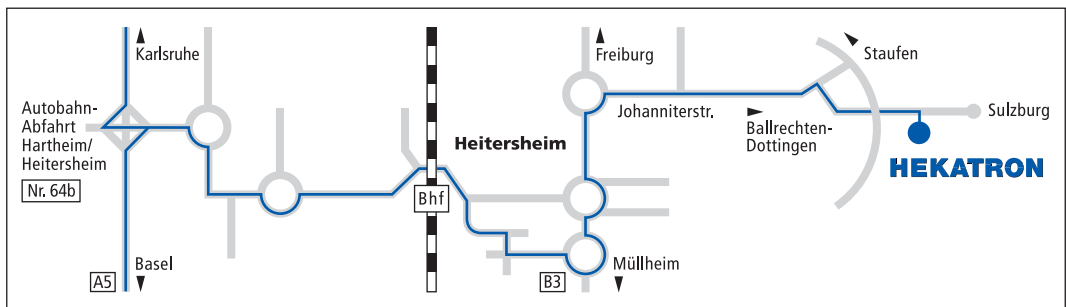 Karlsruhe
Autobahn-
Abfahrt
Hartheim/
Heitersheim
Nr. 64b
A5
Basel
Bhf
Heitersheim
Freiburg
Johanniterstr.
B3
Müllheim
Ballrechten-
Dottingen
Staufen
Sulzburg
HEKATRON